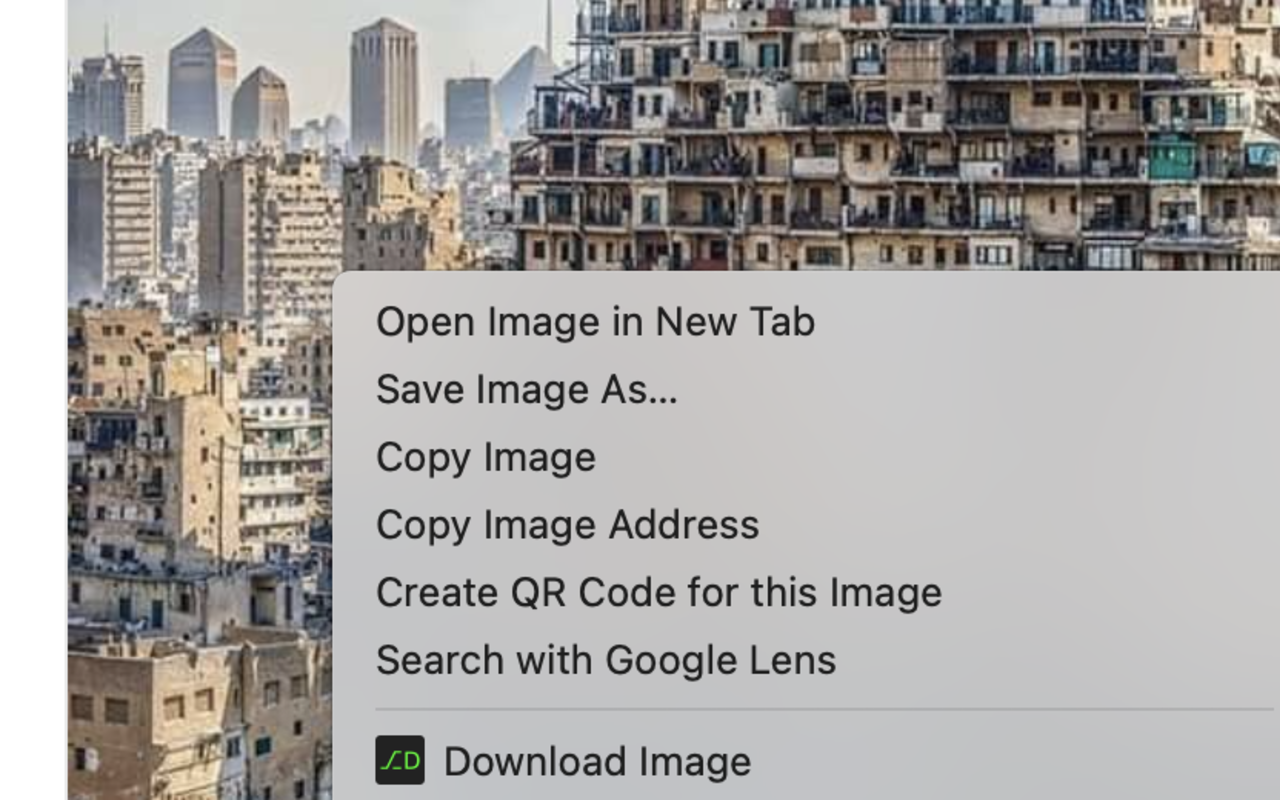 Open Image in New Tab
Save Image As...
Copy Image
Copy Image Address
Create QR Code for this Image
Search with Google Lens
Download Image